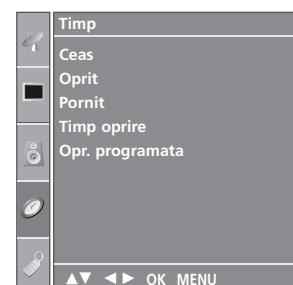 Timp
Ceas
Oprit
Pornit
Timp oprire
Opr. programata
▲▼ ◄► OK MENU